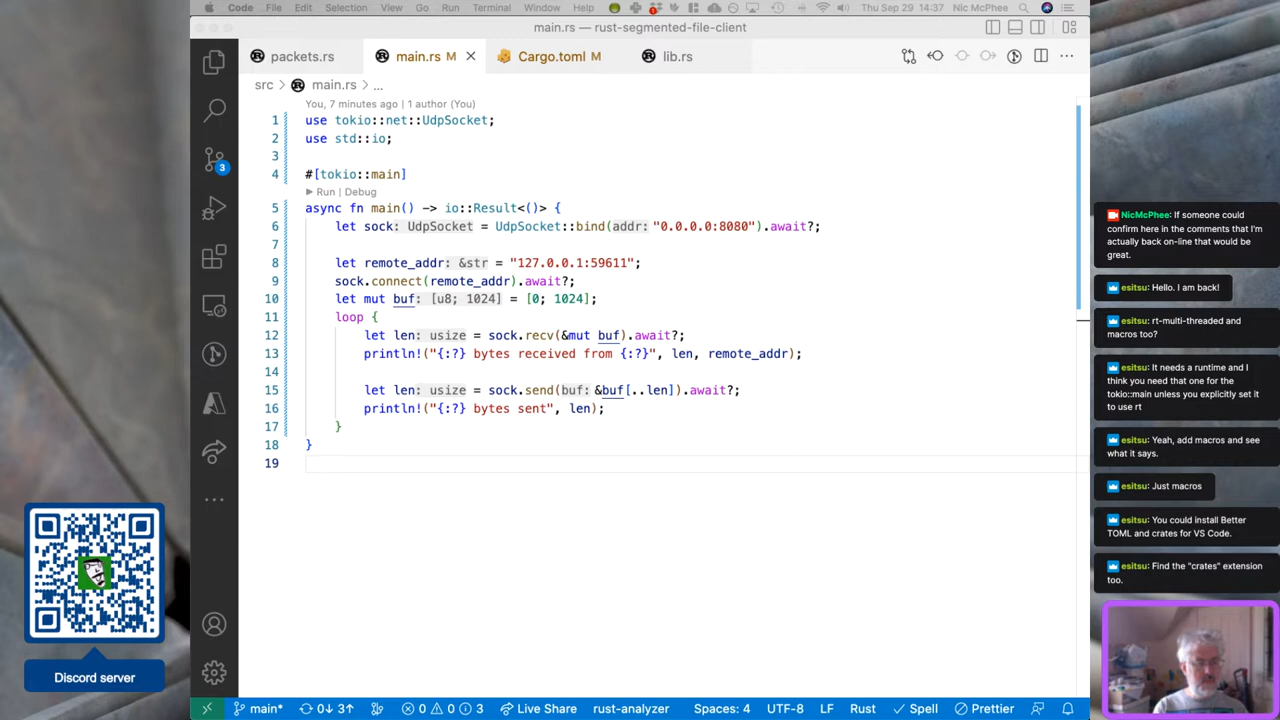 Code File Edit Selection View Go Run Terminal Window Help Thu Sep 29 14:37 Nic McPhee
main.rs — rust-segmented-file-client
packets.rs main.rs M Cargo.toml M lib.rs
src > main.rs > ...
You, 7 minutes ago | 1 author (You)
1 use tokio::net::UdpSocket;
2 use std::io;
3
4 #[tokio::main]
Run | Debug
5 async fn main() -> io::Result<()> {
6 let sock: UdpSocket = UdpSocket::bind(addr: "0.0.0.0:8080").await?;
7
8 let remote_addr: &str = "127.0.0.1:59611";
9 sock.connect(remote_addr).await?;
10 let mut buf: [u8; 1024] = [0; 1024];
11 loop {
12 let len: usize = sock.recv(&mut buf).await?;
13 println!("{:?} bytes received from {:?}", len, remote_addr);
14
15 let len: usize = sock.send(buf: &buf[..len]).await?;
16 println!("{:?} bytes sent", len);
17 }
18 }
19
3
NicMcPhee: If someone could
confirm here in the comments that I'm
actually back on-line that would be
great.
esitsu: Hello. I am back!
esitsu: rt-multi-threaded and
macros too?
esitsu: It needs a runtime and I
think you need that one for the
tokio::main unless you explicitly set it
to use rt
esitsu: Yeah, add macros and see
what it says.
esitsu: Just macros
esitsu: You could install Better
TOML and crates for VS Code.
esitsu: Find the "crates" extension
too.
Discord server
main* 0↓ 3↑ 0 0 3 Live Share rust-analyzer Spaces: 4 UTF-8 LF Rust Spell Prettier